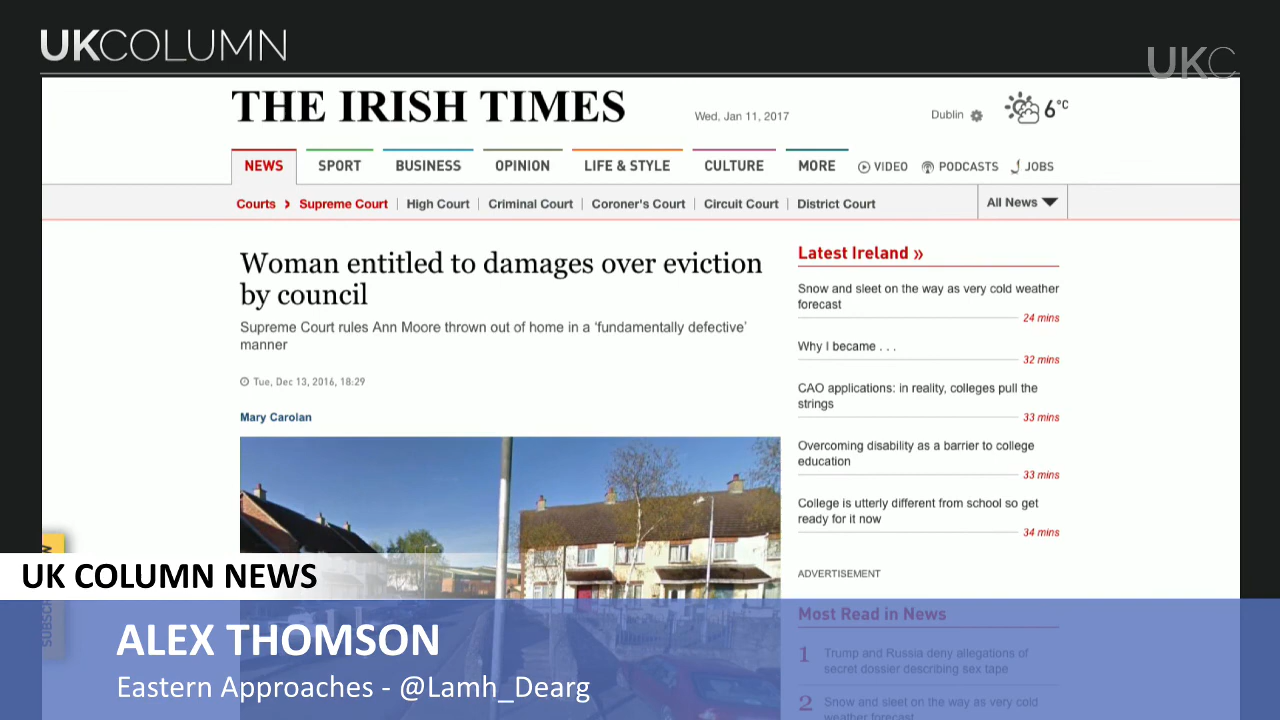 UKCOLUMN
UKC
THE IRISH TIMES
Wed, Jan 11, 2017
Dublin
6°C
NEWS SPORT BUSINESS OPINION LIFE & STYLE CULTURE MORE VIDEO PODCASTS JOBS
Courts › Supreme Court | High Court | Criminal Court | Coroner's Court | Circuit Court | District Court
All News
Woman entitled to damages over eviction
by council
Supreme Court rules Ann Moore thrown out of home in a ‘fundamentally defective’
manner
Tue, Dec 13, 2016, 18:29
Mary Carolan
Latest Ireland »
Snow and sleet on the way as very cold weather
forecast
24 mins
Why I became . . .
32 mins
CAO applications: in reality, colleges pull the
strings
33 mins
Overcoming disability as a barrier to college
education
33 mins
College is utterly different from school so get
ready for it now
34 mins
ADVERTISEMENT
Most Read in News
1 Trump and Russia deny allegations of
secret dossier describing sex tape
2 Snow and sleet on the way as very cold
weather forecast
UK COLUMN NEWS
ALEX THOMSON
Eastern Approaches - @Lamh_Dearg